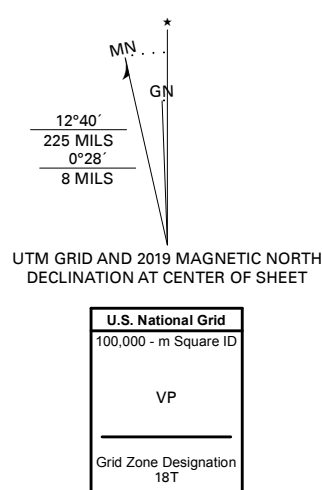 MN
GN
12°40´
225 MILS
0°28´
8 MILS
UTM GRID AND 2019 MAGNETIC NORTH
DECLINATION AT CENTER OF SHEET
U.S. National Grid
100,000 - m Square ID
VP
Grid Zone Designation
18T